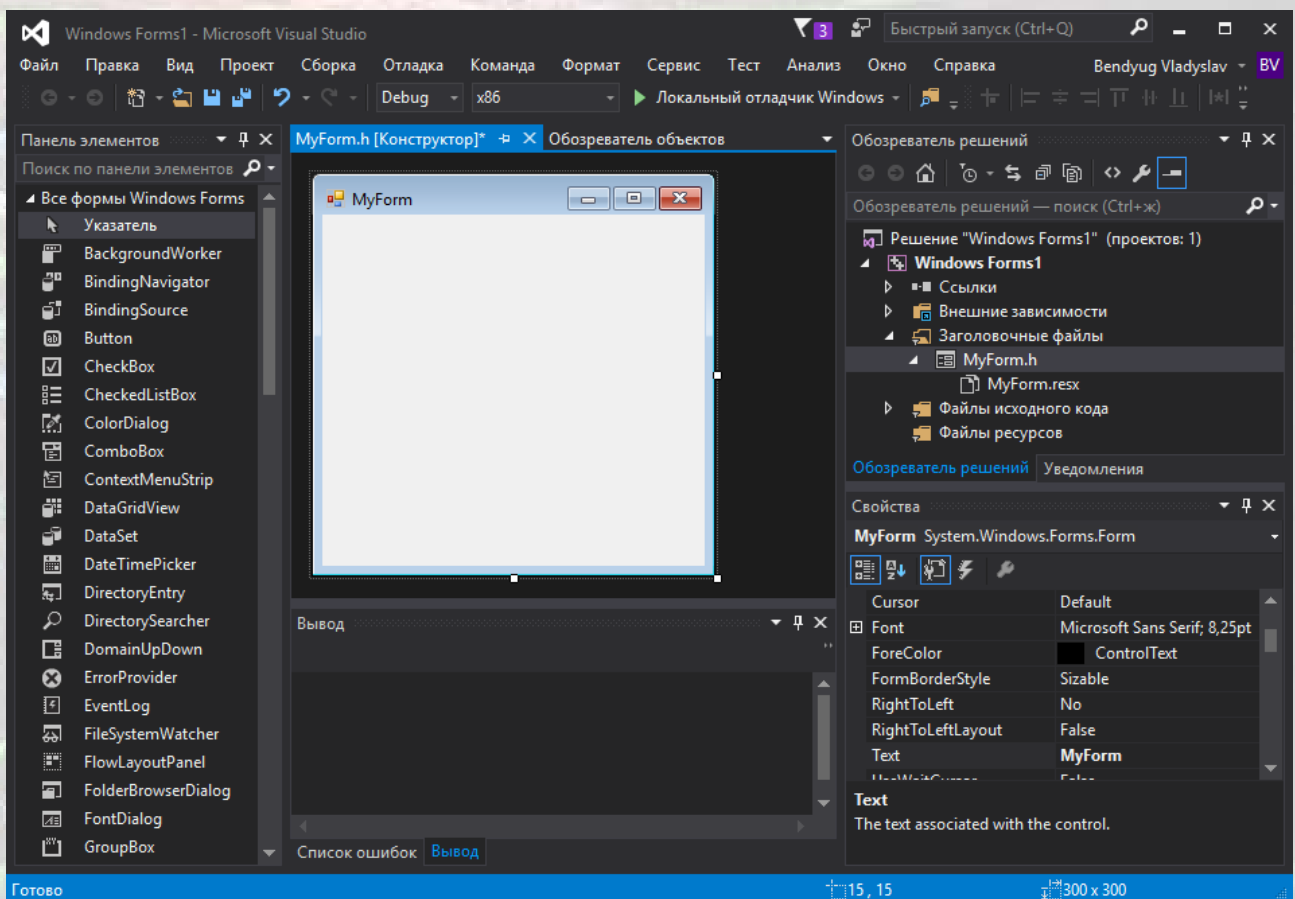 Windows Forms1 - Microsoft Visual Studio
3
Быстрый запуск (Ctrl+Q)
Файл Правка Вид Проект Сборка Отладка Команда Формат Сервис Тест Анализ Окно Справка
Bendyug Vladyslav BV
Debug x86 Локальный отладчик Windows
Панель элементов
Поиск по панели элементов
Все формы Windows Forms
Указатель
BackgroundWorker
BindingNavigator
BindingSource
Button
CheckBox
CheckedListBox
ColorDialog
ComboBox
ContextMenuStrip
DataGridView
DataSet
DateTimePicker
DirectoryEntry
DirectorySearcher
DomainUpDown
ErrorProvider
EventLog
FileSystemWatcher
FlowLayoutPanel
FolderBrowserDialog
FontDialog
GroupBox
MyForm.h [Конструктор]* Обозреватель объектов
MyForm
Вывод
Список ошибок Вывод
Обозреватель решений
Обозреватель решений — поиск (Ctrl+ж)
Решение "Windows Forms1" (проектов: 1)
Windows Forms1
Ссылки
Внешние зависимости
Заголовочные файлы
MyForm.h
MyForm.resx
Файлы исходного кода
Файлы ресурсов
Обозреватель решений Уведомления
Свойства
MyForm System.Windows.Forms.Form
Cursor Default
Font Microsoft Sans Serif; 8,25pt
ForeColor ControlText
FormBorderStyle Sizable
RightToLeft No
RightToLeftLayout False
Text MyForm
Text
The text associated with the control.
Готово 15 , 15 300 x 300